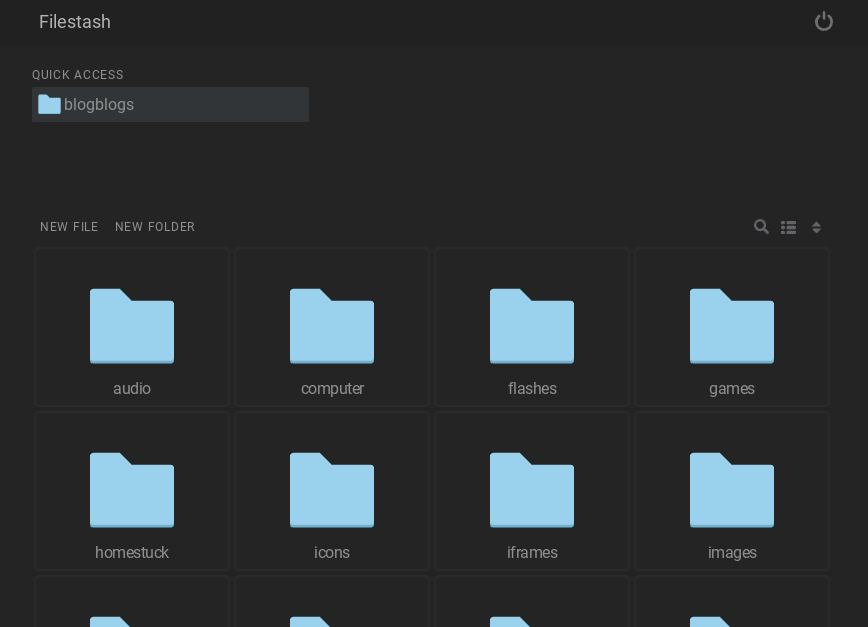 Filestash
QUICK ACCESS
blogblogs
NEW FILE NEW FOLDER
audio computer flashes games
homestuck icons iframes images